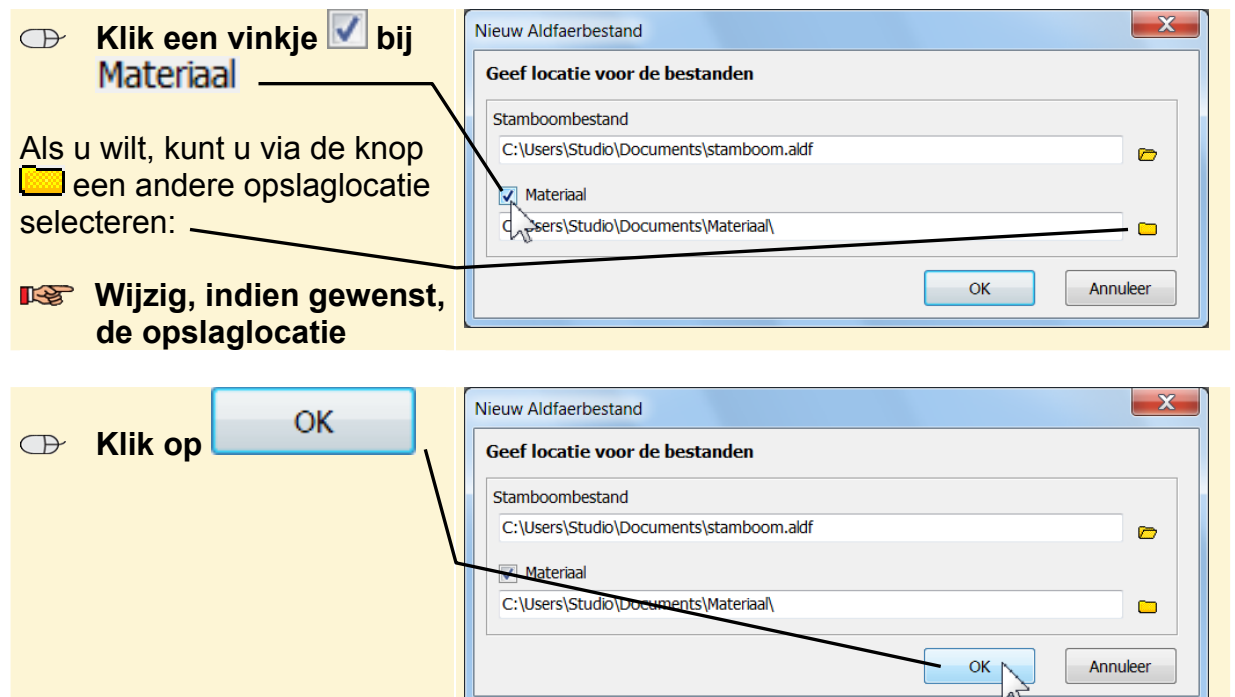 Klik een vinkje bij
Materiaal
Als u wilt, kunt u via de knop
een andere opslaglocatie
selecteren:
Wijzig, indien gewenst,
de opslaglocatie
Nieuw Aldfaerbestand
Geef locatie voor de bestanden
Stamboombestand
C:\Users\Studio\Documents\stamboom.aldf
Materiaal
C:\Users\Studio\Documents\Materiaal\
OK Annuleer
Klik op OK .
Nieuw Aldfaerbestand
Geef locatie voor de bestanden
Stamboombestand
C:\Users\Studio\Documents\stamboom.aldf
Materiaal
C:\Users\Studio\Documents\Materiaal\
OK Annuleer